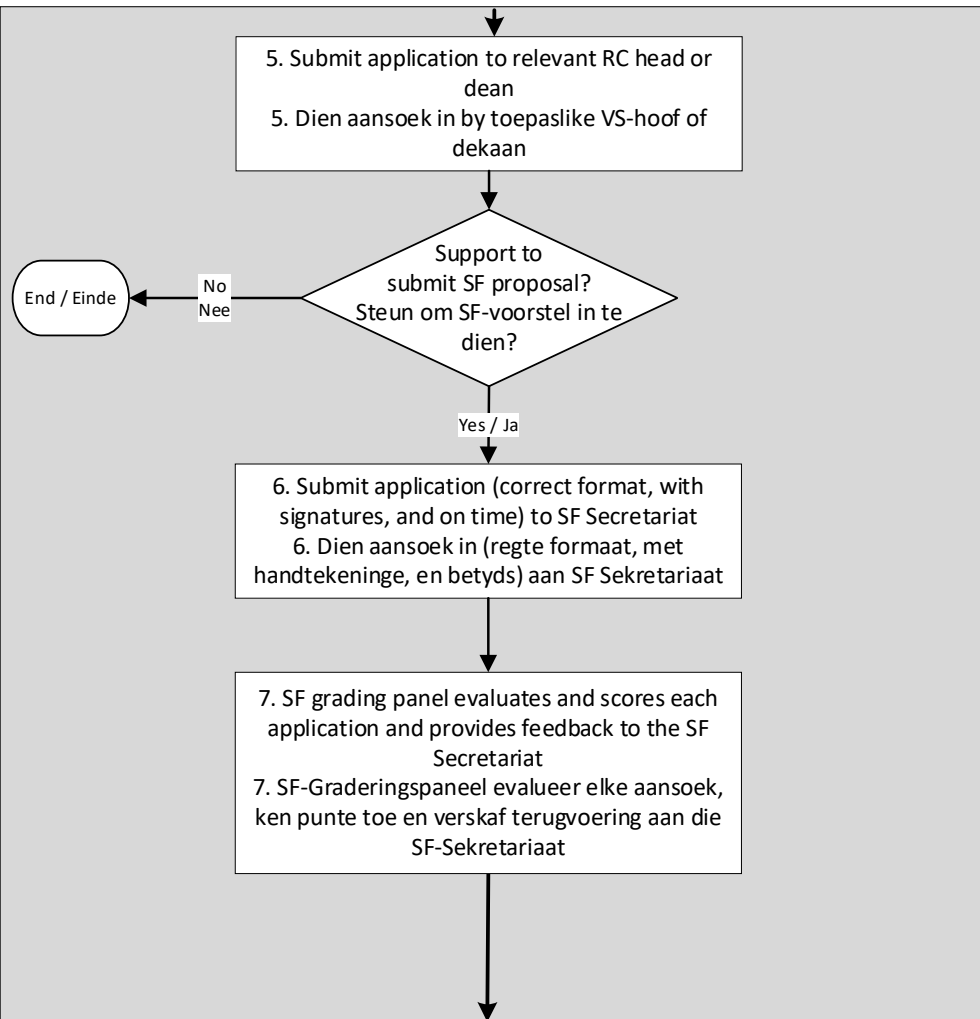 5. Submit application to relevant RC head or
dean
5. Dien aansoek in by toepaslike VS-hoof of
dekaan
Support to
submit SF proposal?
Steun om SF-voorstel in te
dien?
No
Nee
End / Einde
Yes / Ja
6. Submit application (correct format, with
signatures, and on time) to SF Secretariat
6. Dien aansoek in (regte formaat, met
handtekeninge, en betyds) aan SF Sekretariaat
7. SF grading panel evaluates and scores each
application and provides feedback to the SF
Secretariat
7. SF-Graderingspaneel evalueer elke aansoek,
ken punte toe en verskaf terugvoering aan die
SF-Sekretariaat